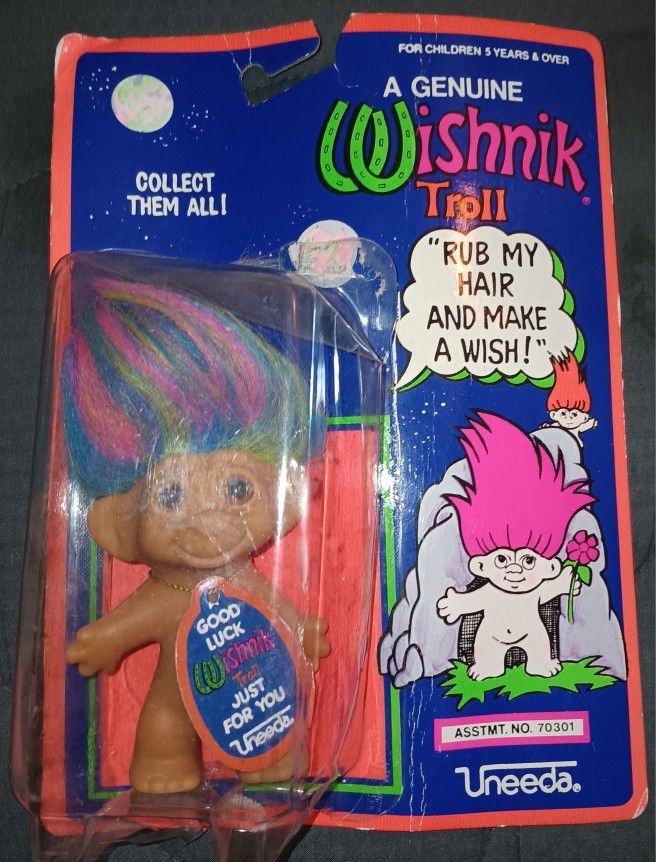 FOR CHILDREN 5 YEARS & OVER
A GENUINE
Wishnik®
Troll
COLLECT
THEM ALL!
"RUB MY
HAIR
AND MAKE
A WISH!"
GOOD
LUCK
Wishnik
Troll
JUST
FOR YOU
Uneeda®
ASSTMT. NO. 70301
Uneeda®